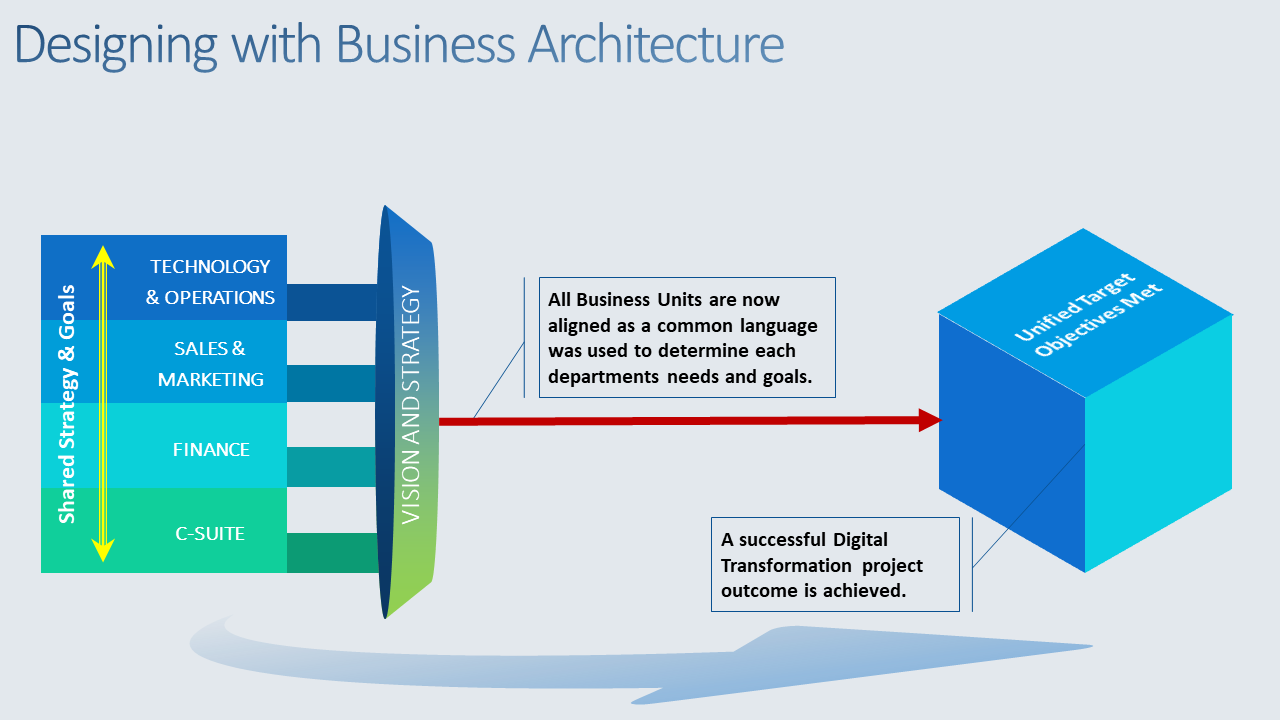 Designing with Business Architecture
Shared Strategy & Goals
TECHNOLOGY
& OPERATIONS
SALES &
MARKETING
FINANCE
C-SUITE
VISION AND STRATEGY
All Business Units are now
aligned as a common language
was used to determine each
departments needs and goals.
Unified Target
Objectives Met
A successful Digital
Transformation project
outcome is achieved.